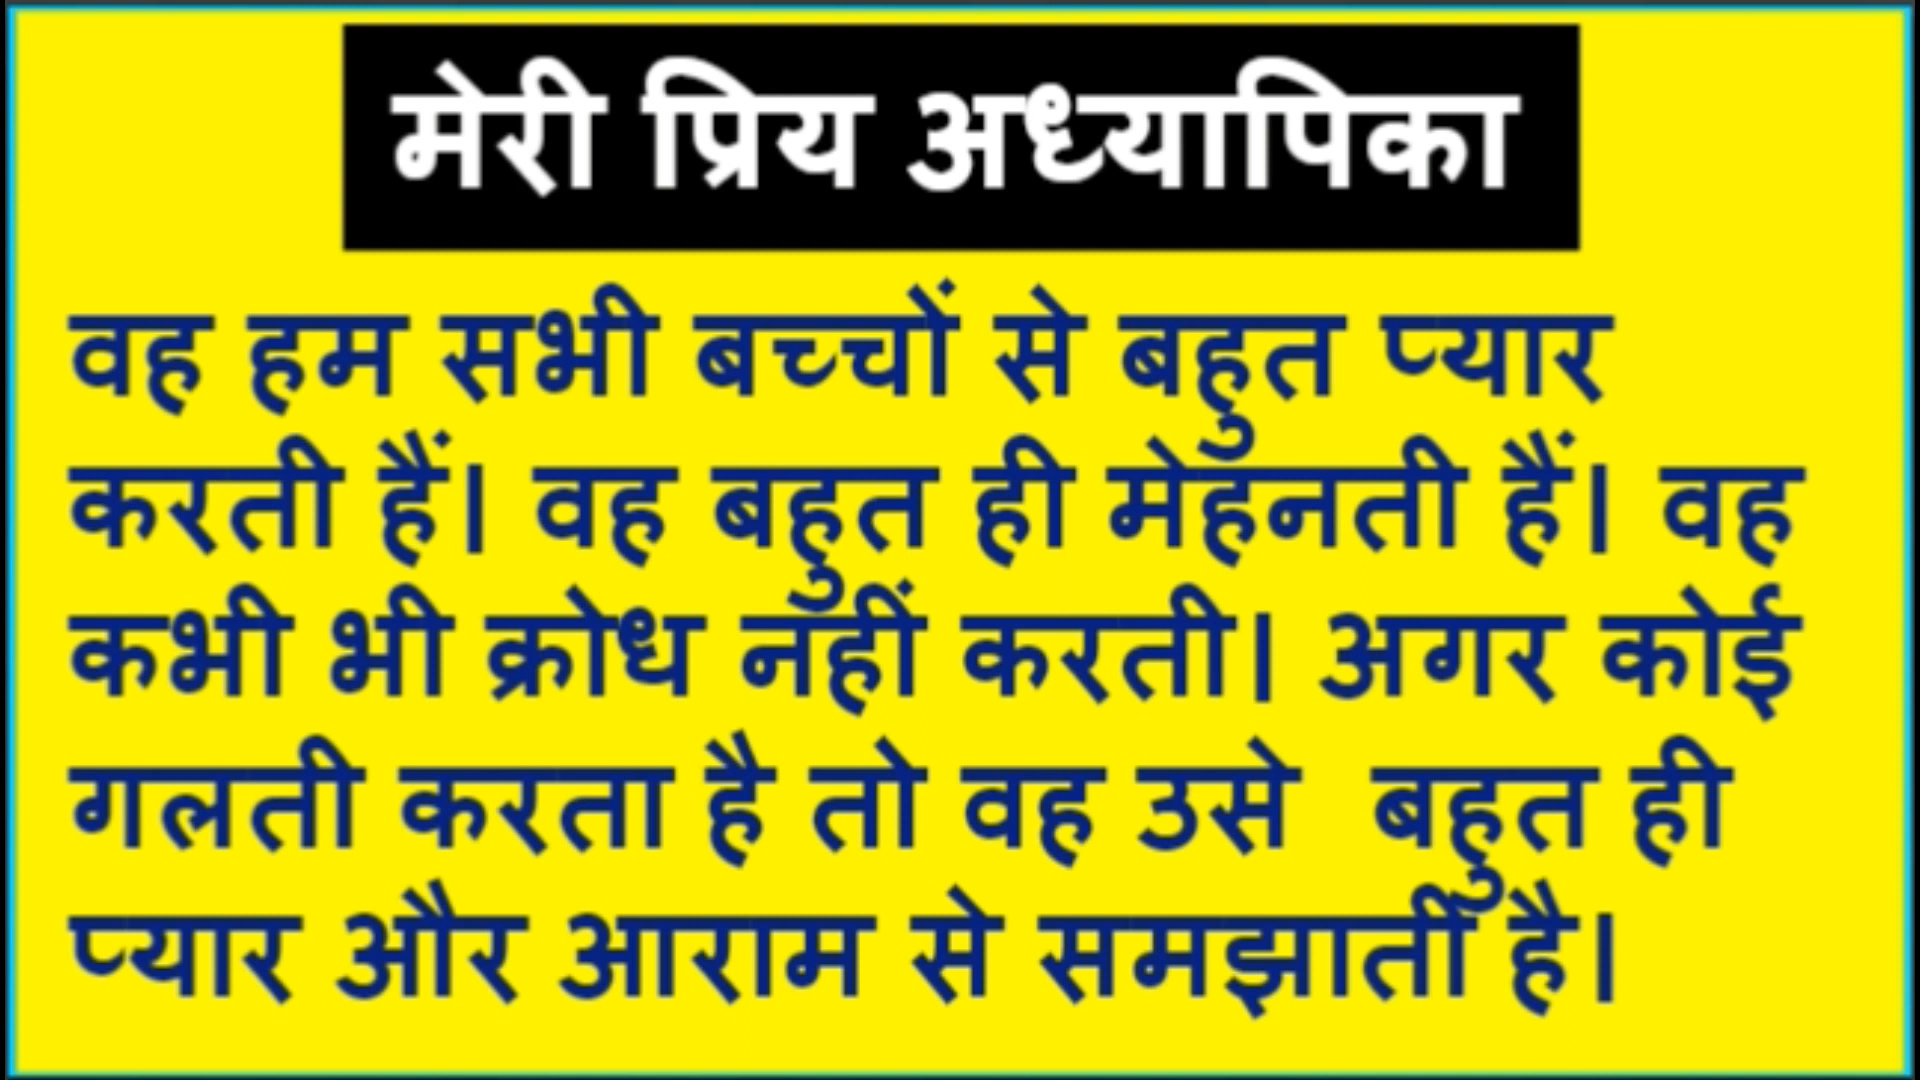 मेरी प्रिय अध्यापिका
वह हम सभी बच्चों से बहुत प्यार
करती हैं। वह बहुत ही मेहनती हैं। वह
कभी भी क्रोध नहीं करती। अगर कोई
गलती करता है तो वह उसे  बहुत ही
प्यार और आराम से समझाती है।